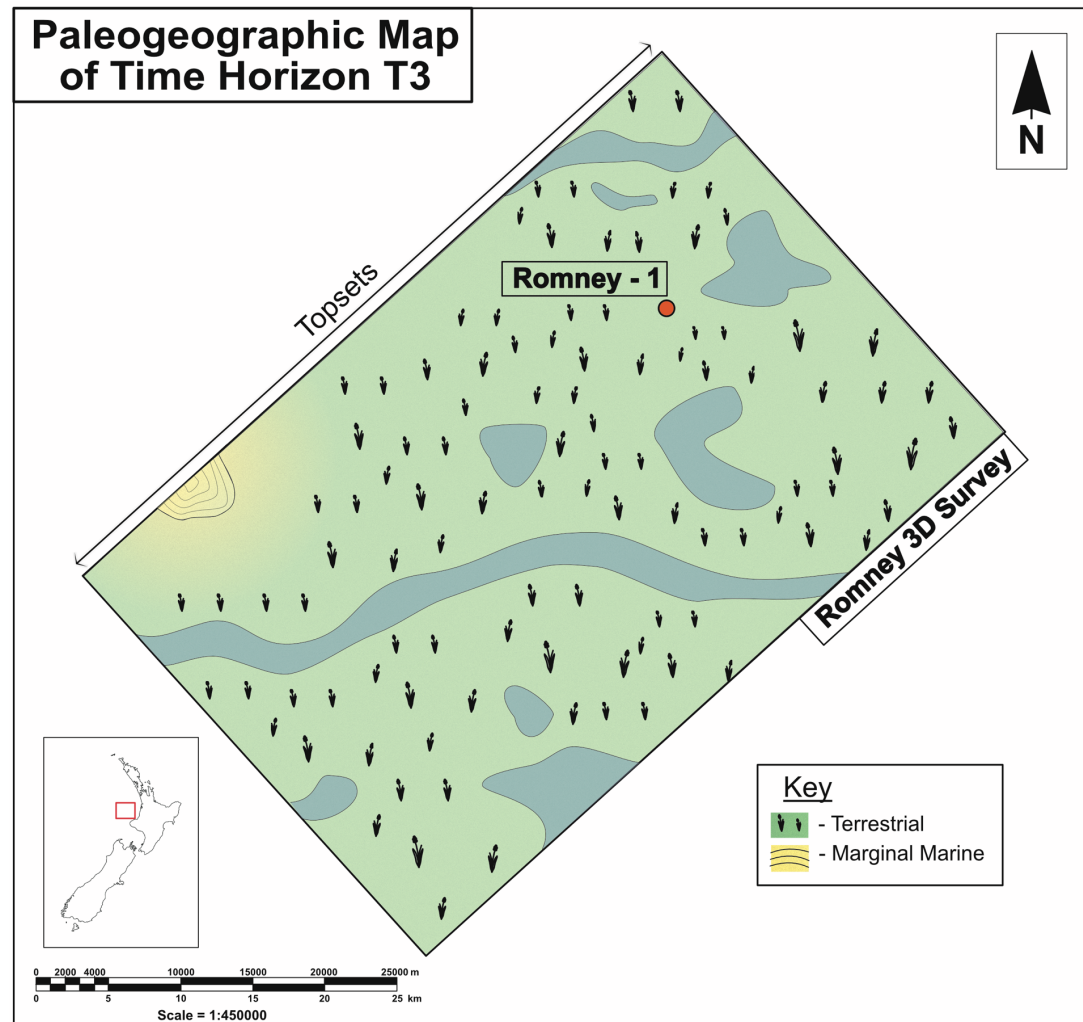 Paleogeographic Map
of Time Horizon T3
N
Topsets
Romney - 1
Romney 3D Survey
Key
- Terrestrial
- Marginal Marine
0 2000 4000 10000 15000 20000 25000 m
0 5 10 15 20 25 km
Scale = 1:450000